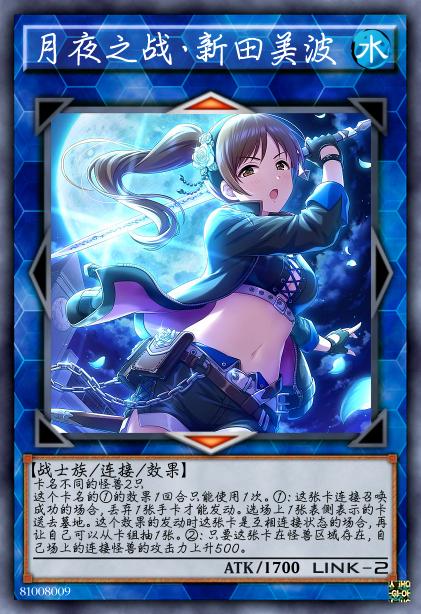 月夜之战·新田美波
水
【战士族/连接/效果】
卡名不同的怪兽2只
这个卡名的①的效果1回合只能使用1次。①：这张卡连接召唤
成功的场合，丢弃1张手卡才能发动。选场上1张表侧表示的卡
送去墓地。这个效果的发动时这张卡是互相连接状态的场合，再
让自己可以从卡组抽1张。②：只要这张卡在怪兽区域存在，自
己场上的连接怪兽的攻击力上升500。
ATK/1700 LINK-2
81008009